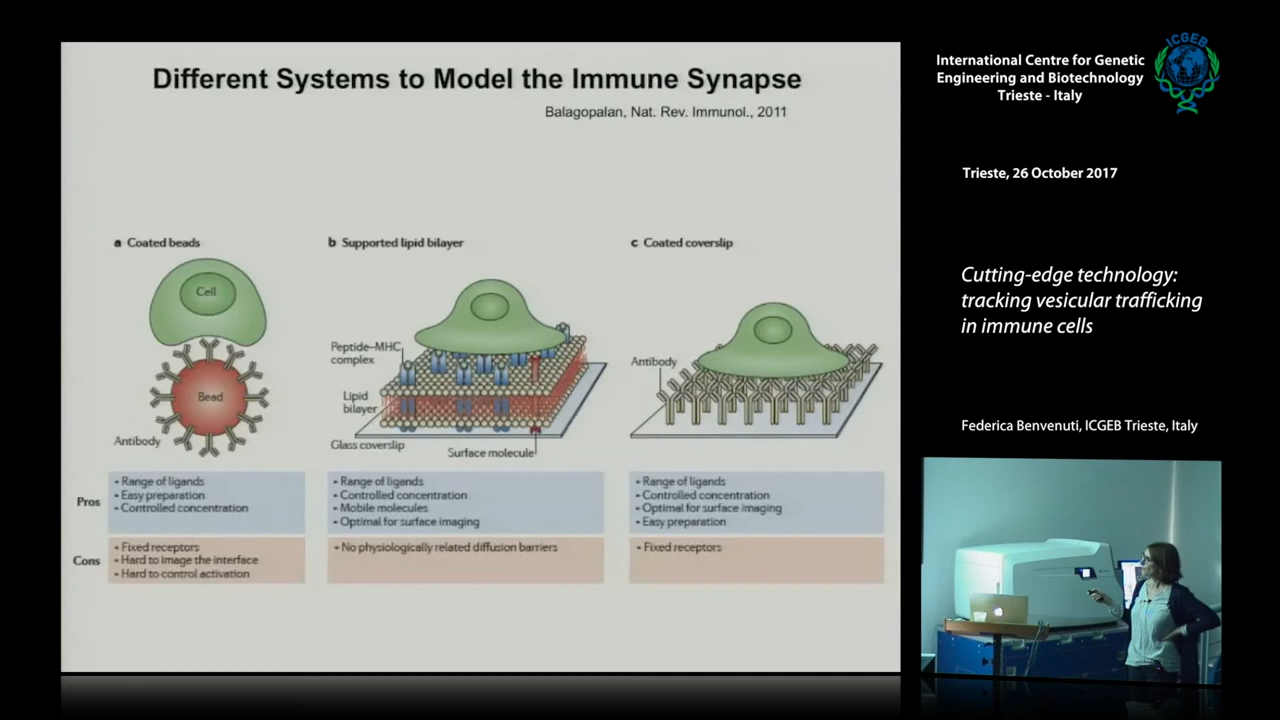 Different Systems to Model the Immune Synapse
Balagopalan, Nat. Rev. Immunol., 2011
a Coated beads
Cell
Bead
Antibody
b Supported lipid bilayer
Peptide–MHC
complex
Lipid
bilayer
Glass coverslip
Surface molecule
c Coated coverslip
Antibody
Pros
• Range of ligands
• Easy preparation
• Controlled concentration
• Range of ligands
• Controlled concentration
• Mobile molecules
• Optimal for surface imaging
• Range of ligands
• Controlled concentration
• Optimal for surface imaging
• Easy preparation
Cons
• Fixed receptors
• Hard to image the interface
• Hard to control activation
• No physiologically related diffusion barriers
• Fixed receptors
International Centre for Genetic
Engineering and Biotechnology
Trieste - Italy
ICGEB
Trieste, 26 October 2017
Cutting-edge technology:
tracking vesicular trafficking
in immune cells
Federica Benvenuti, ICGEB Trieste, Italy